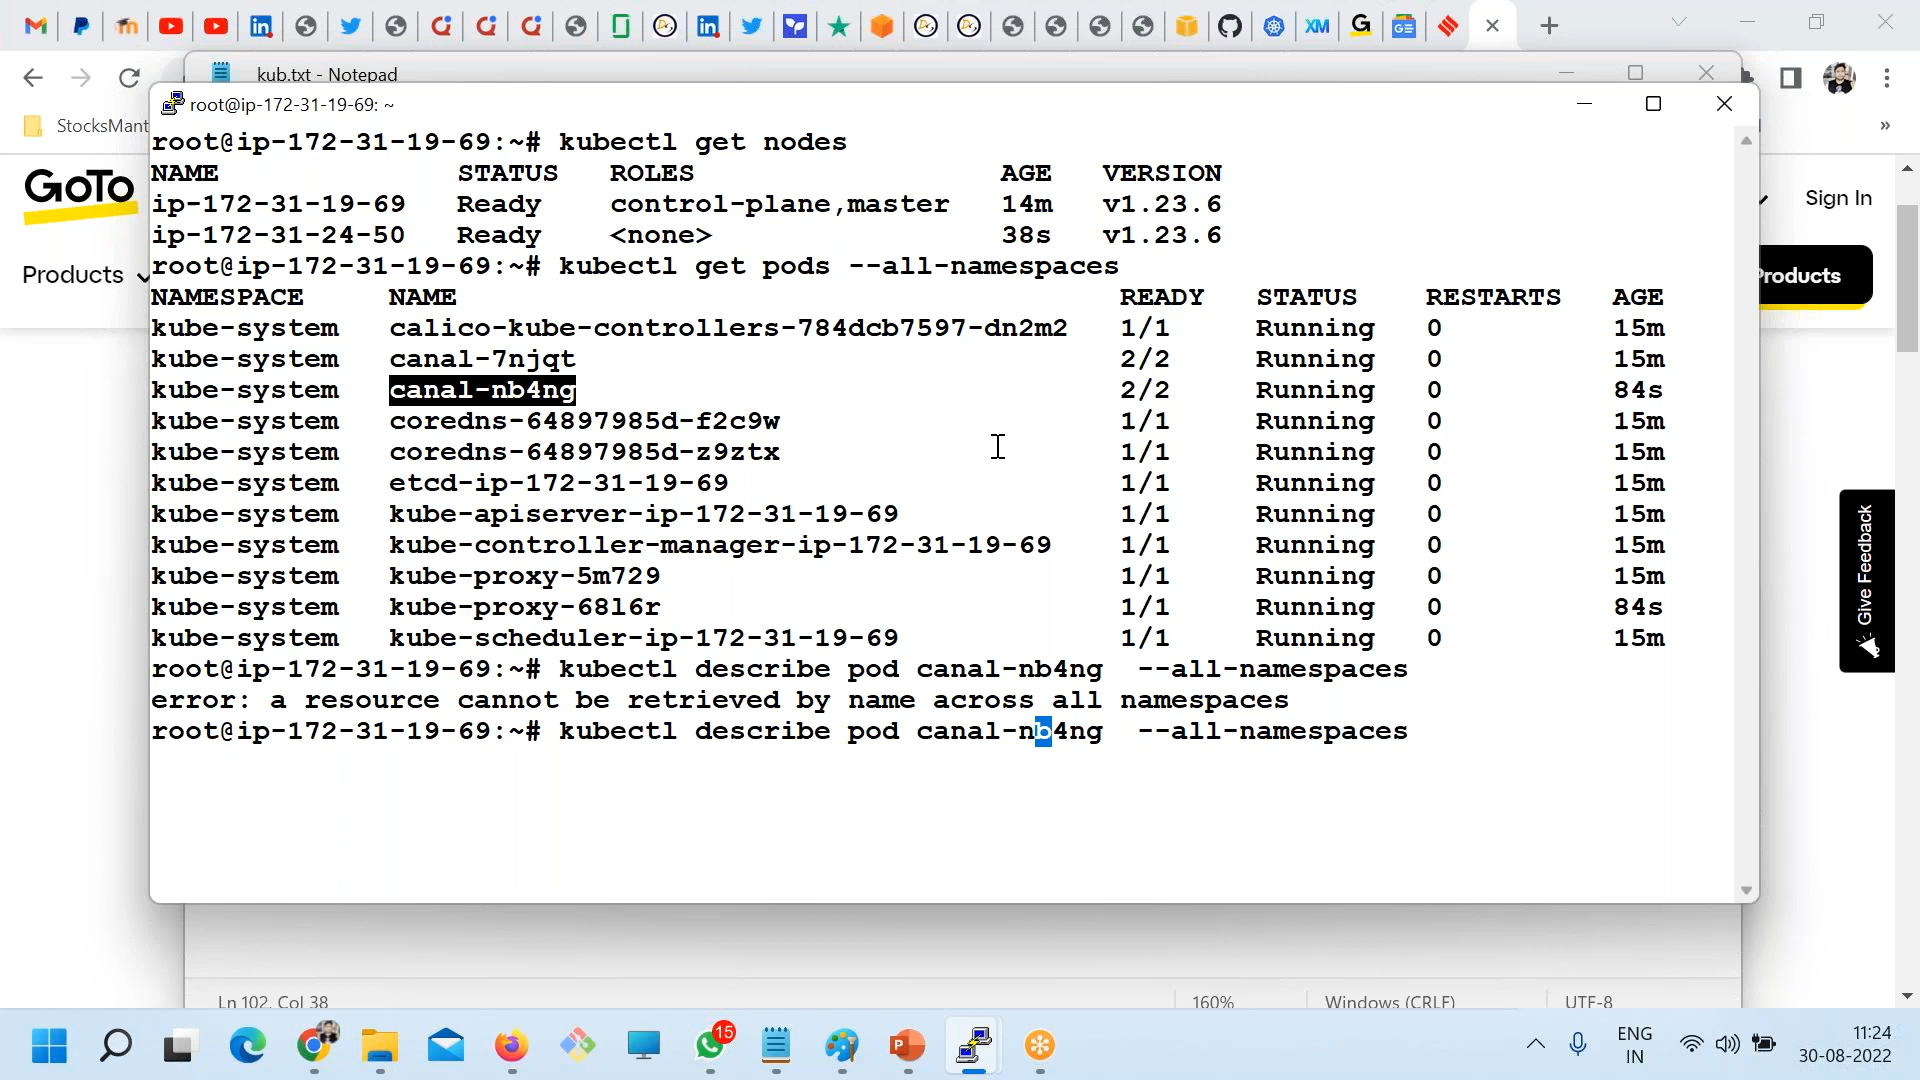 kub.txt - Notepad
root@ip-172-31-19-69: ~
StocksMant
GoTo
Products
Sign In
Products
Give Feedback
root@ip-172-31-19-69:~# kubectl get nodes
NAME STATUS ROLES AGE VERSION
ip-172-31-19-69 Ready control-plane,master 14m v1.23.6
ip-172-31-24-50 Ready <none> 38s v1.23.6
root@ip-172-31-19-69:~# kubectl get pods --all-namespaces
NAMESPACE NAME READY STATUS RESTARTS AGE
kube-system calico-kube-controllers-784dcb7597-dn2m2 1/1 Running 0 15m
kube-system canal-7njqt 2/2 Running 0 15m
kube-system canal-nb4ng 2/2 Running 0 84s
kube-system coredns-64897985d-f2c9w 1/1 Running 0 15m
kube-system coredns-64897985d-z9ztx 1/1 Running 0 15m
kube-system etcd-ip-172-31-19-69 1/1 Running 0 15m
kube-system kube-apiserver-ip-172-31-19-69 1/1 Running 0 15m
kube-system kube-controller-manager-ip-172-31-19-69 1/1 Running 0 15m
kube-system kube-proxy-5m729 1/1 Running 0 15m
kube-system kube-proxy-68l6r 1/1 Running 0 84s
kube-system kube-scheduler-ip-172-31-19-69 1/1 Running 0 15m
root@ip-172-31-19-69:~# kubectl describe pod canal-nb4ng --all-namespaces
error: a resource cannot be retrieved by name across all namespaces
root@ip-172-31-19-69:~# kubectl describe pod canal-nb4ng --all-namespaces
Ln 102, Col 38 160% Windows (CRLF) UTF-8
15
ENG
IN
11:24
30-08-2022